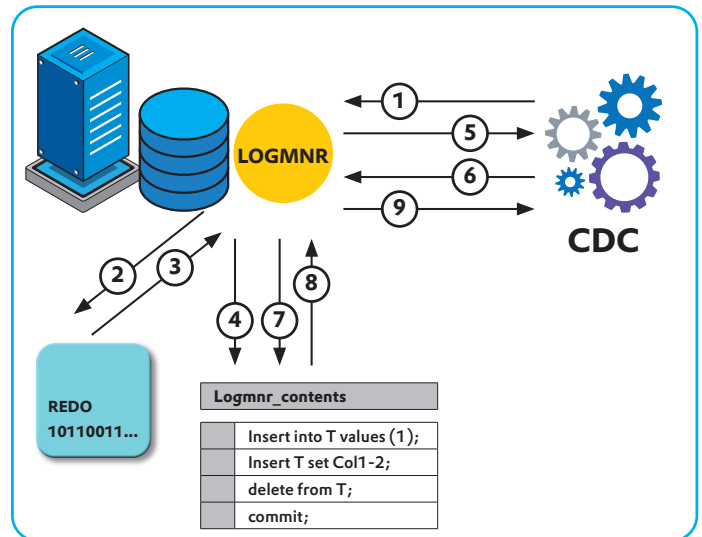 1
LOGMNR
5
6
9
CDC
2
3
8
4
7
REDO
10110011...
Logmnr_contents
Insert into T values (1);
Insert T set Col1-2;
delete from T;
commit;